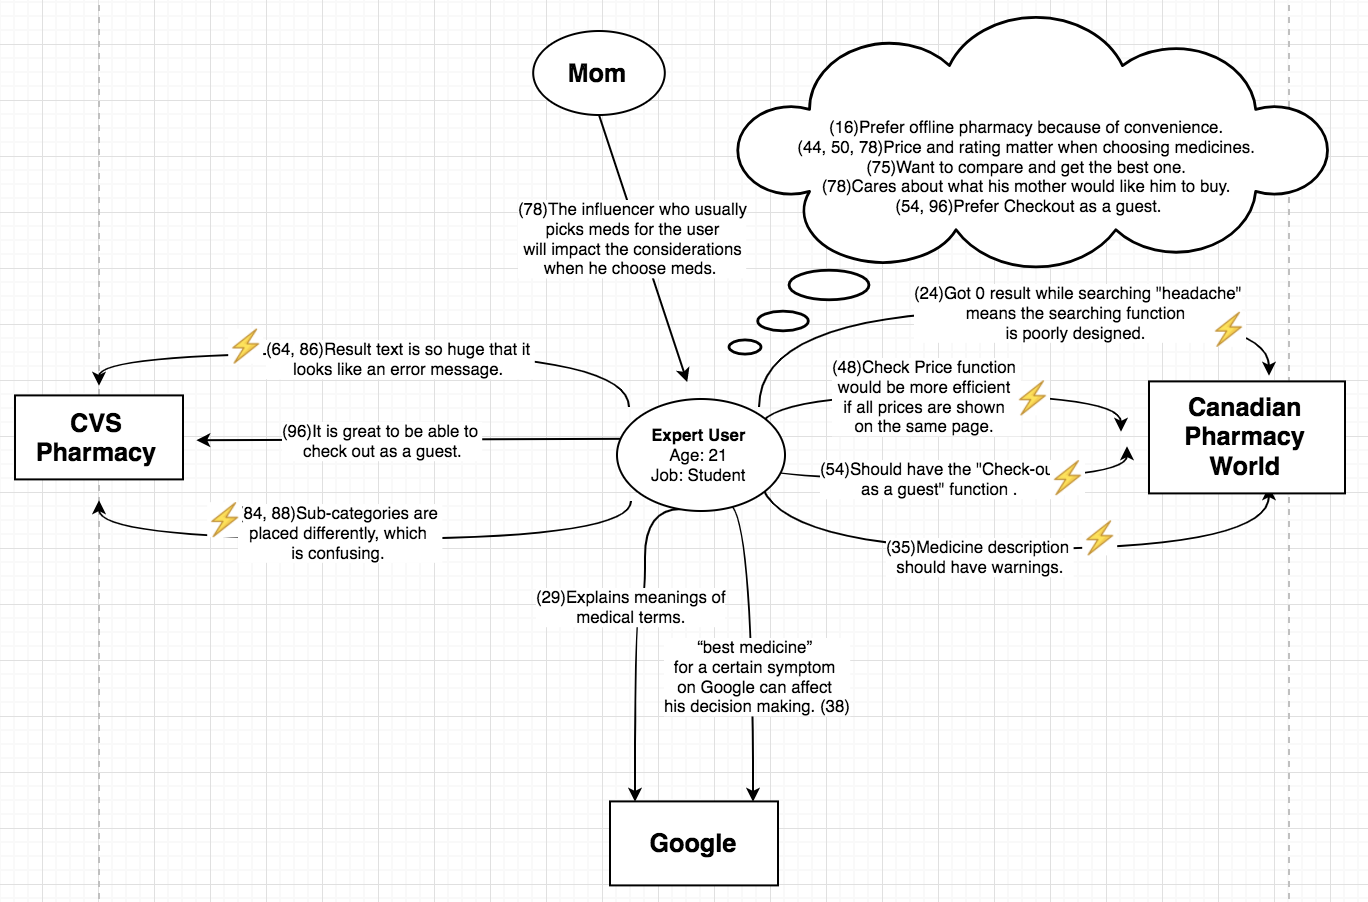 Mom
(16)Prefer offline pharmacy because of convenience.
(44, 50, 78)Price and rating matter when choosing medicines.
(75)Want to compare and get the best one.
(78)Cares about what his mother would like him to buy.
(54, 96)Prefer Checkout as a guest.
(78)The influencer who usually
picks meds for the user
will impact the considerations
when he choose meds.
(24)Got 0 result while searching "headache"
means the searching function
is poorly designed.
.(64, 86)Result text is so huge that it
looks like an error message.
(48)Check Price function
would be more efficient
if all prices are shown
on the same page.
CVS
Pharmacy
(96)It is great to be able to
check out as a guest.
Expert User
Age: 21
Job: Student
Canadian
Pharmacy
World
(54)Should have the "Check-ou
as a guest" function .
84, 88)Sub-categories are
placed differently, which
is confusing.
(35)Medicine description
should have warnings.
(29)Explains meanings of
medical terms.
“best medicine”
for a certain symptom
on Google can affect
his decision making. (38)
Google